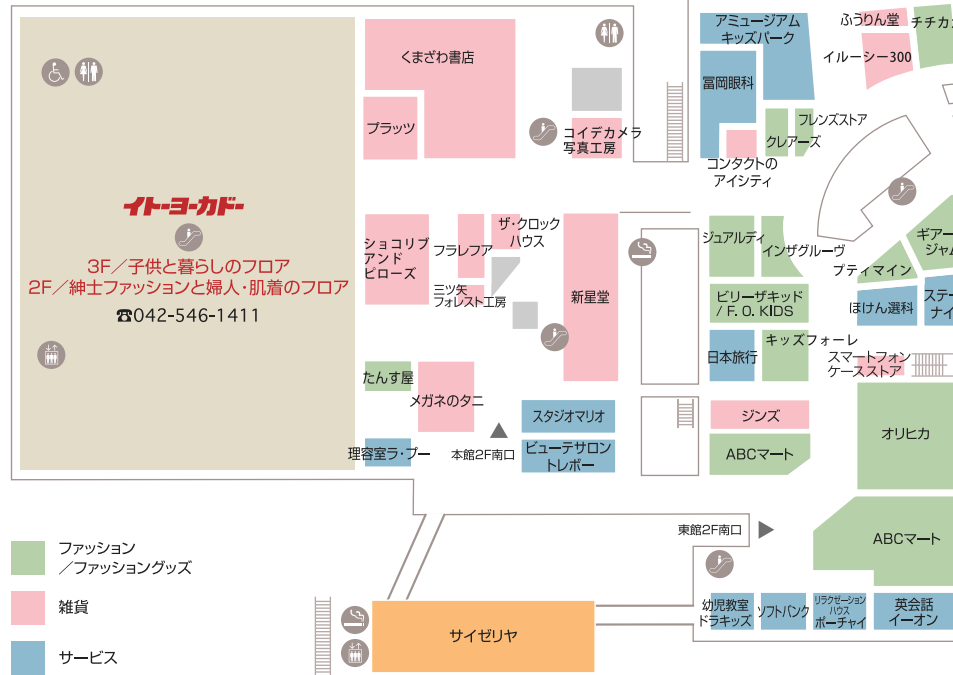 イトーヨーカドー
3F／子供と暮らしのフロア
2F／紳士ファッションと婦人・肌着のフロア
☎042-546-1411
くまざわ書店
プラッツ
コイデカメラ
写真工房
ショコリブ
アンド
ピローズ
フラレフア
ザ・クロック
ハウス
三ツ矢
フォレスト工房
新星堂
たんす屋
メガネのタニ
スタジオマリオ
理容室ラ・プー
本館2F南口
ビューテサロン
トレボー
アミュージアム
キッズパーク
冨岡眼科
フレンズストア
クレアーズ
コンタクトの
アイシティ
ふうりん堂
チチカ
イルーシー300
ジュアルディ
インザグルーヴ
プティマイン
ギアー
ジャム
ビリーザキッド
/ F. O. KIDS
ほけん選科
ステー
ナイ
日本旅行
キッズフォーレ
スマートフォン
ケースストア
ジンズ
ABCマート
オリヒカ
東館2F南口
ABCマート
幼児教室
ドラキッズ
ソフトバンク
リラクゼーション
ハウス
ボーチャイ
英会話
イーオン
サイゼリヤ
ファッション
／ファッショングッズ
雑貨
サービス